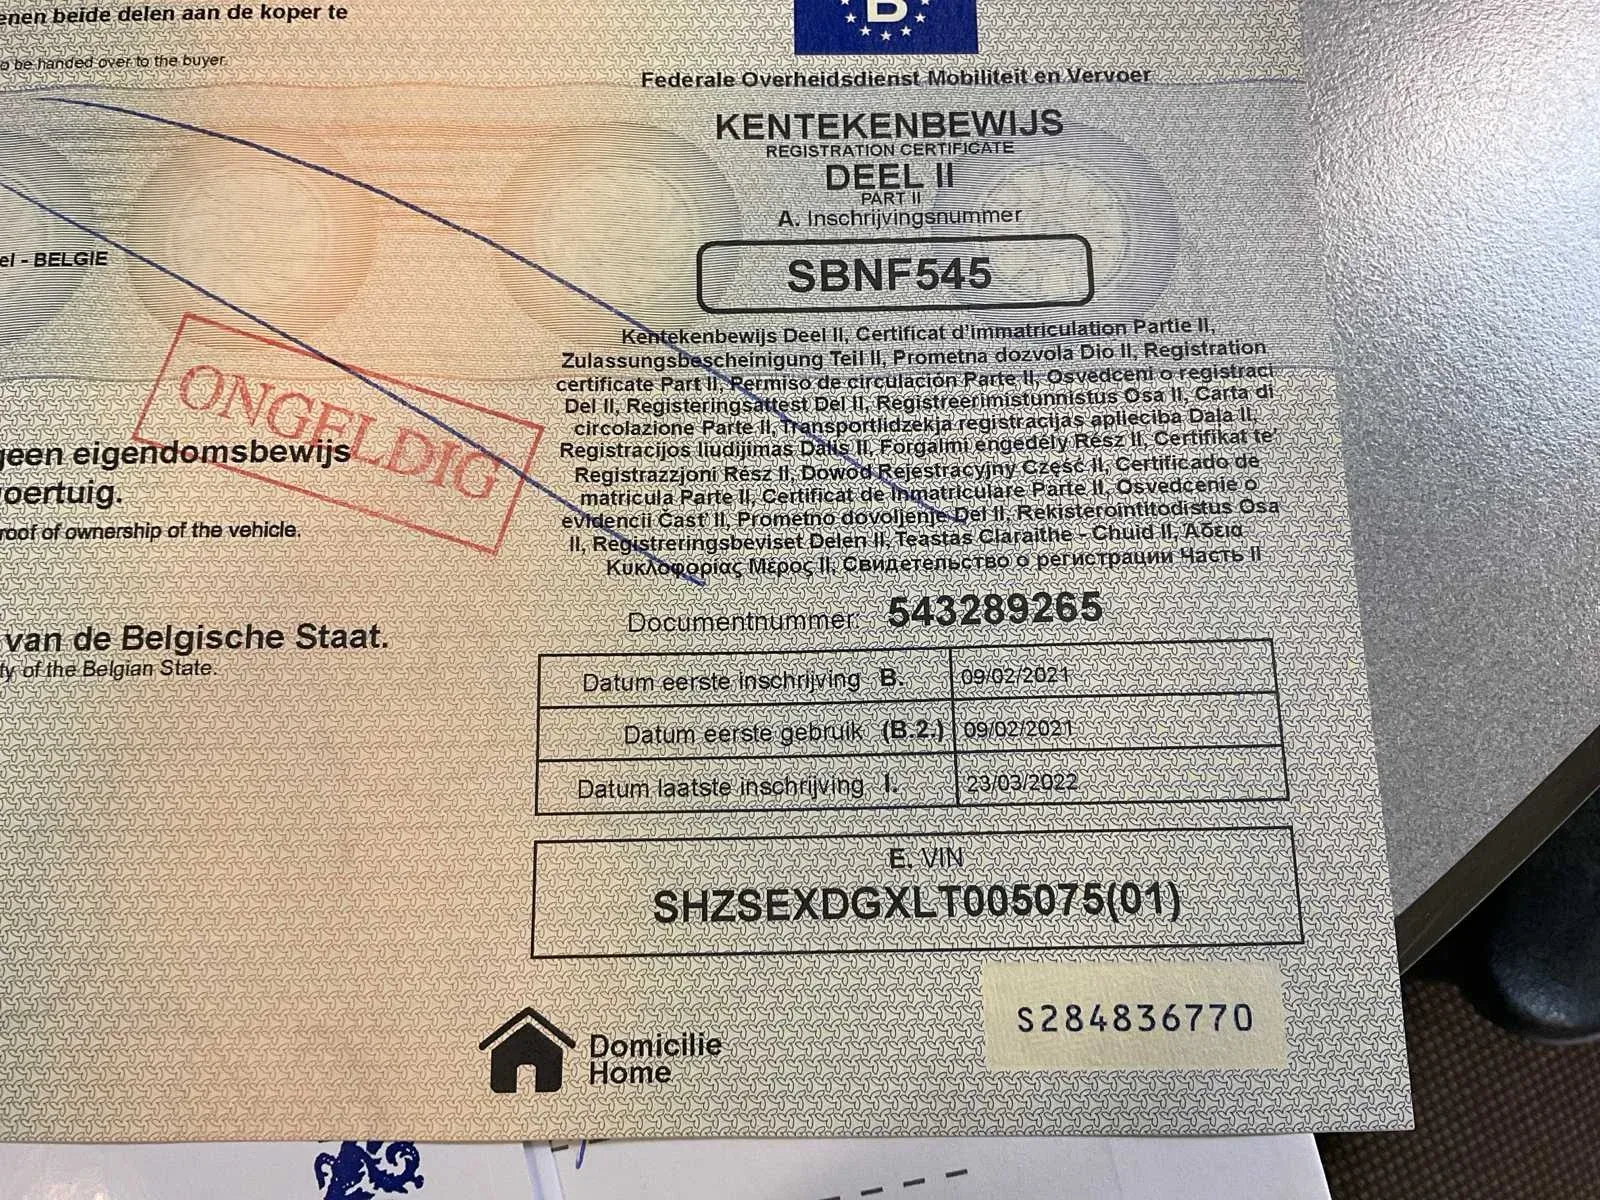 enen beide delen aan de koper te
o be handed over to the buyer.
B
Federale Overheidsdienst Mobiliteit en Vervoer
KENTEKENBEWIJS
REGISTRATION CERTIFICATE
DEEL II
PART II
A. Inschrijvingsnummer
SBNF545
el - BELGIE
ONGELDIG
Kentekenbewijs Deel II, Certificat d'immatriculation Partie II,
Zulassungsbescheinigung Teil II, Prometna dozvola Dio II, Registration
certificate Part II, Permiso de circulación Parte II, Osvedceni o registraci
Del II, Registeringsattest Del II, Registreerimistunnistus Osa II, Carta di
circolazione Parte II, Transportlidzekja registracijas aplieciba Dala II,
Registracijos liudijimas Dalis II, Forgalmi engedély Rész II, Certifikat te'
Registrazzjoni Rész II, Dowód Rejestracyjny Część II, Certificado de
matricula Parte II, Certificat de Inmatriculare Parte II, Osvedcenie o
evidencii Časť II, Prometno dovoljenje Del II, Rekisterointitodistus Osa
II, Registreringsbeviset Delen II, Teastas Claraithe - Chuid II, Άδεια
Κυκλοφορίας Μέρος II, Свидетельство о регистрации Часть II
geen eigendomsbewijs
oertuig.
roof of ownership of the vehicle.
van de Belgische Staat.
ty of the Belgian State.
Documentnummer: 543289265
Datum eerste inschrijving B. 09/02/2021
Datum eerste gebruik (B.2.) 09/02/2021
Datum laatste inschrijving I. 23/03/2022
E. VIN
SHZSEXDGXLT005075(01)
S284836770
Domicilie
Home